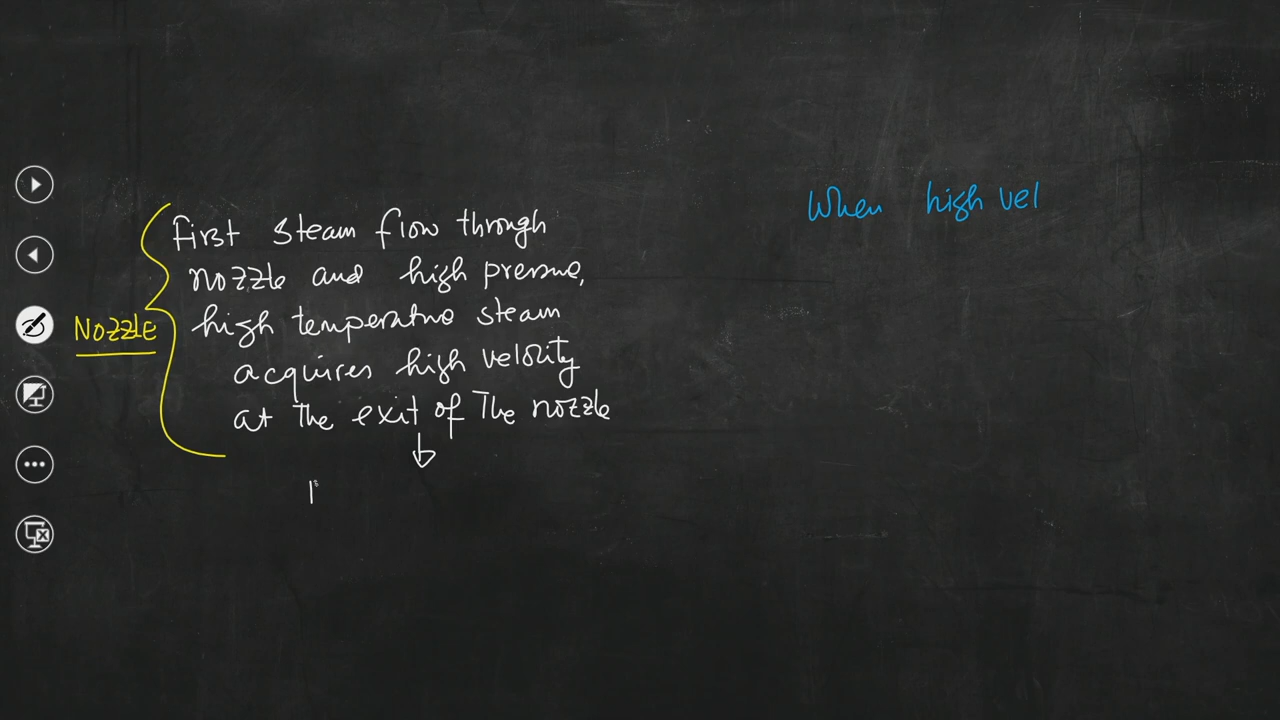 NOZZLE
first steam flow through
nozzle and high pressure,
high temperature steam
acquires high velocity
at the exit of The nozzle
When high vel